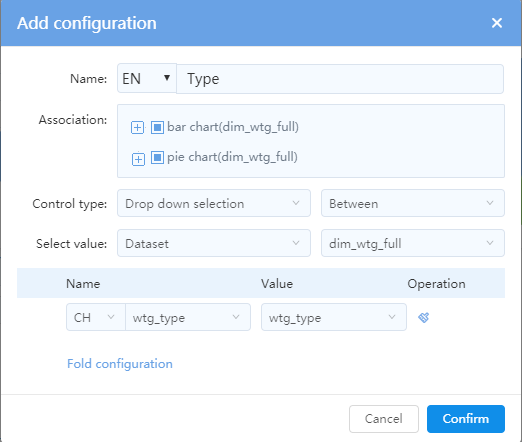 Add configuration
Name: EN Type
Association: bar chart(dim_wtg_full)
pie chart(dim_wtg_full)
Control type: Drop down selection Between
Select value: Dataset dim_wtg_full
Name Value Operation
CH wtg_type wtg_type
Fold configuration
Cancel Confirm